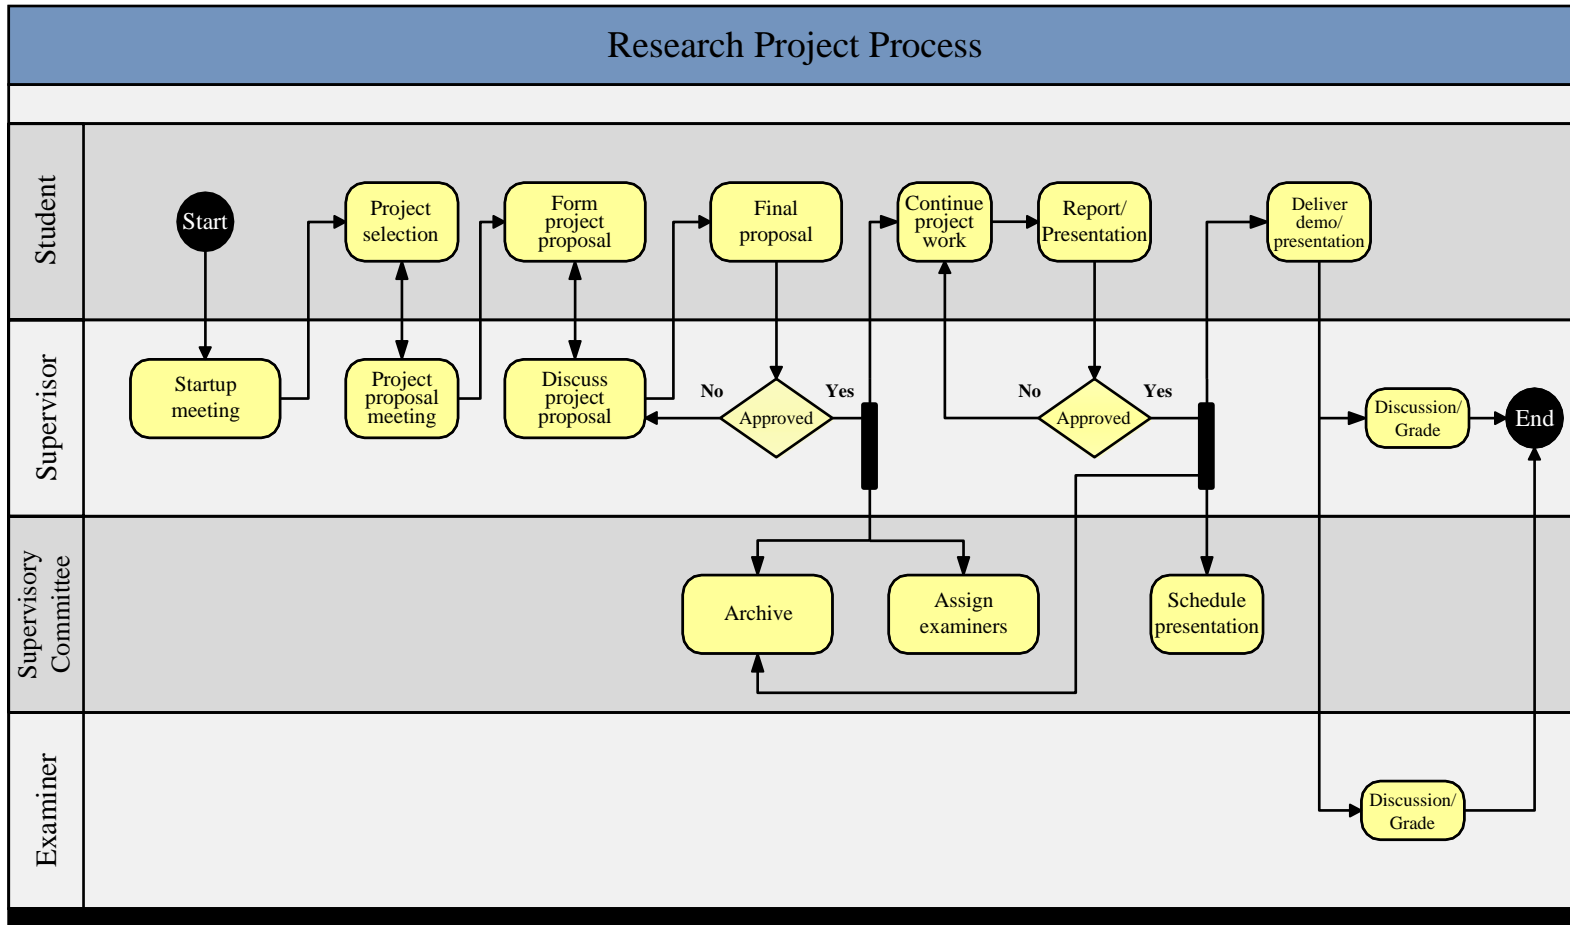 Research Project Process
Student
Start
Project
selection
Form
project
proposal
Final
proposal
Continue
project
work
Report/
Presentation
Deliver
demo/
presentation
Supervisor
Startup
meeting
Project
proposal
meeting
Discuss
project
proposal
No
Approved
Yes
No
Approved
Yes
Discussion/
Grade
End
Supervisory
Committee
Archive
Assign
examiners
Schedule
presentation
Examiner
Discussion/
Grade